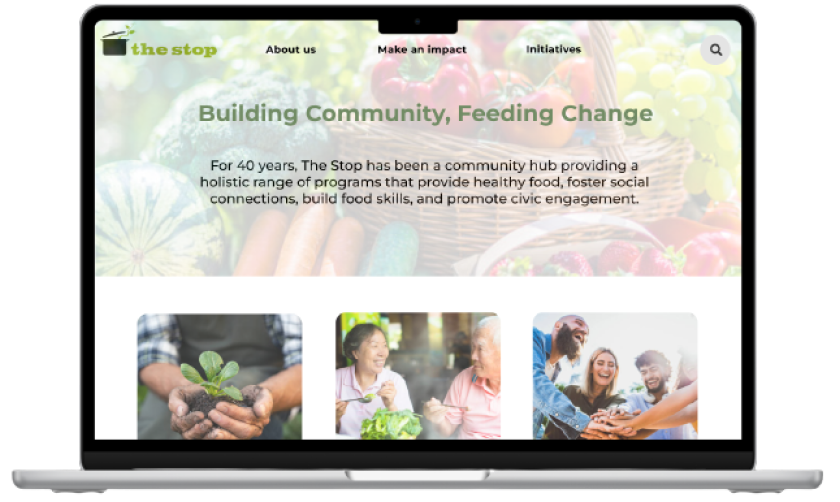 the stop
About us
Make an impact
Initiatives
Building Community, Feeding Change
For 40 years, The Stop has been a community hub providing a
holistic range of programs that provide healthy food, foster social
connections, build food skills, and promote civic engagement.